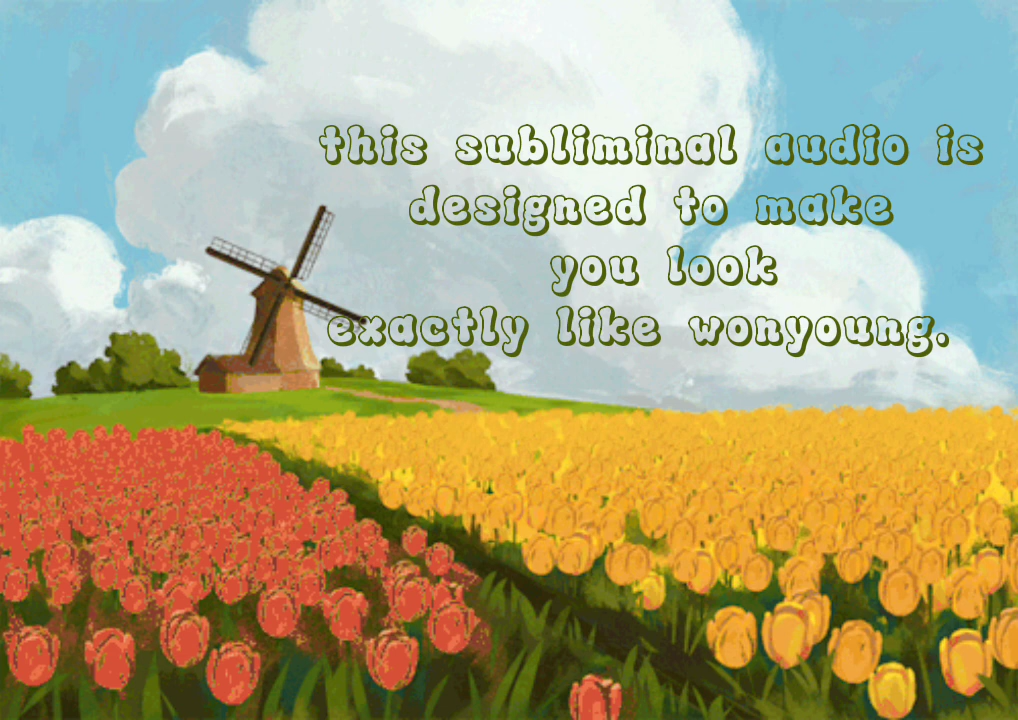 this subliminal audio is
designed to make
you look
exactly like wonyoung.